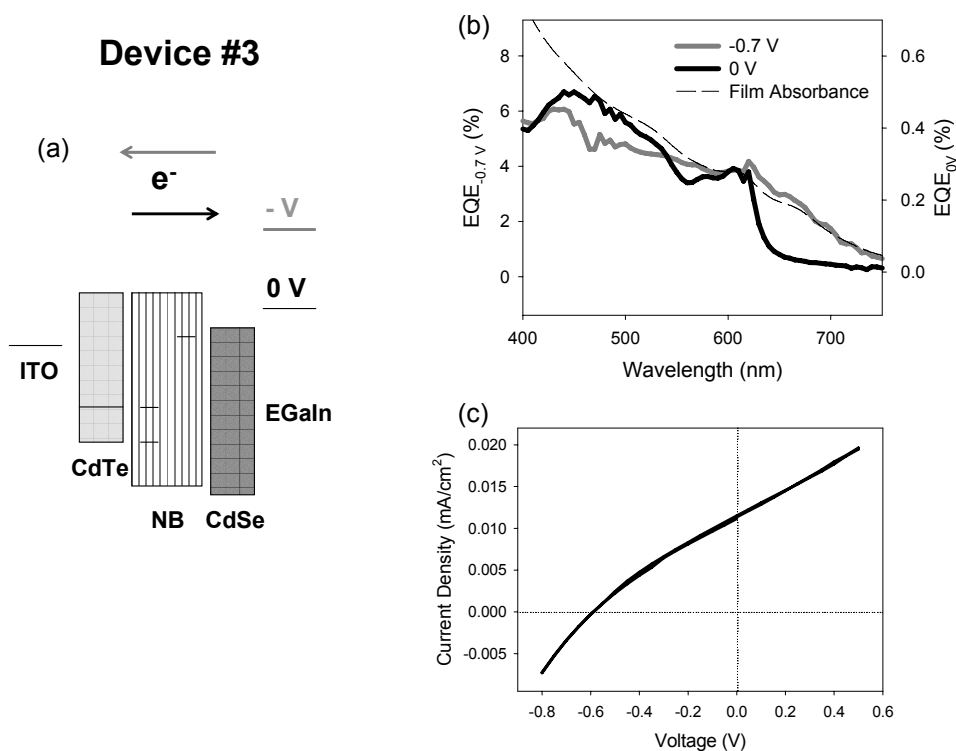 Device #3
(a)
e-
- V
0 V
ITO
EGaIn
CdTe
NB
CdSe
(b)
-0.7 V
0 V
Film Absorbance
EQE-0.7 V (%)
8
6
4
2
0
EQE0V (%)
0.6
0.4
0.2
0.0
400 500 600 700
Wavelength (nm)
(c)
Current Density (mA/cm2)
0.020
0.015
0.010
0.005
0.000
-0.005
-0.8 -0.6 -0.4 -0.2 0.0 0.2 0.4 0.6
Voltage (V)